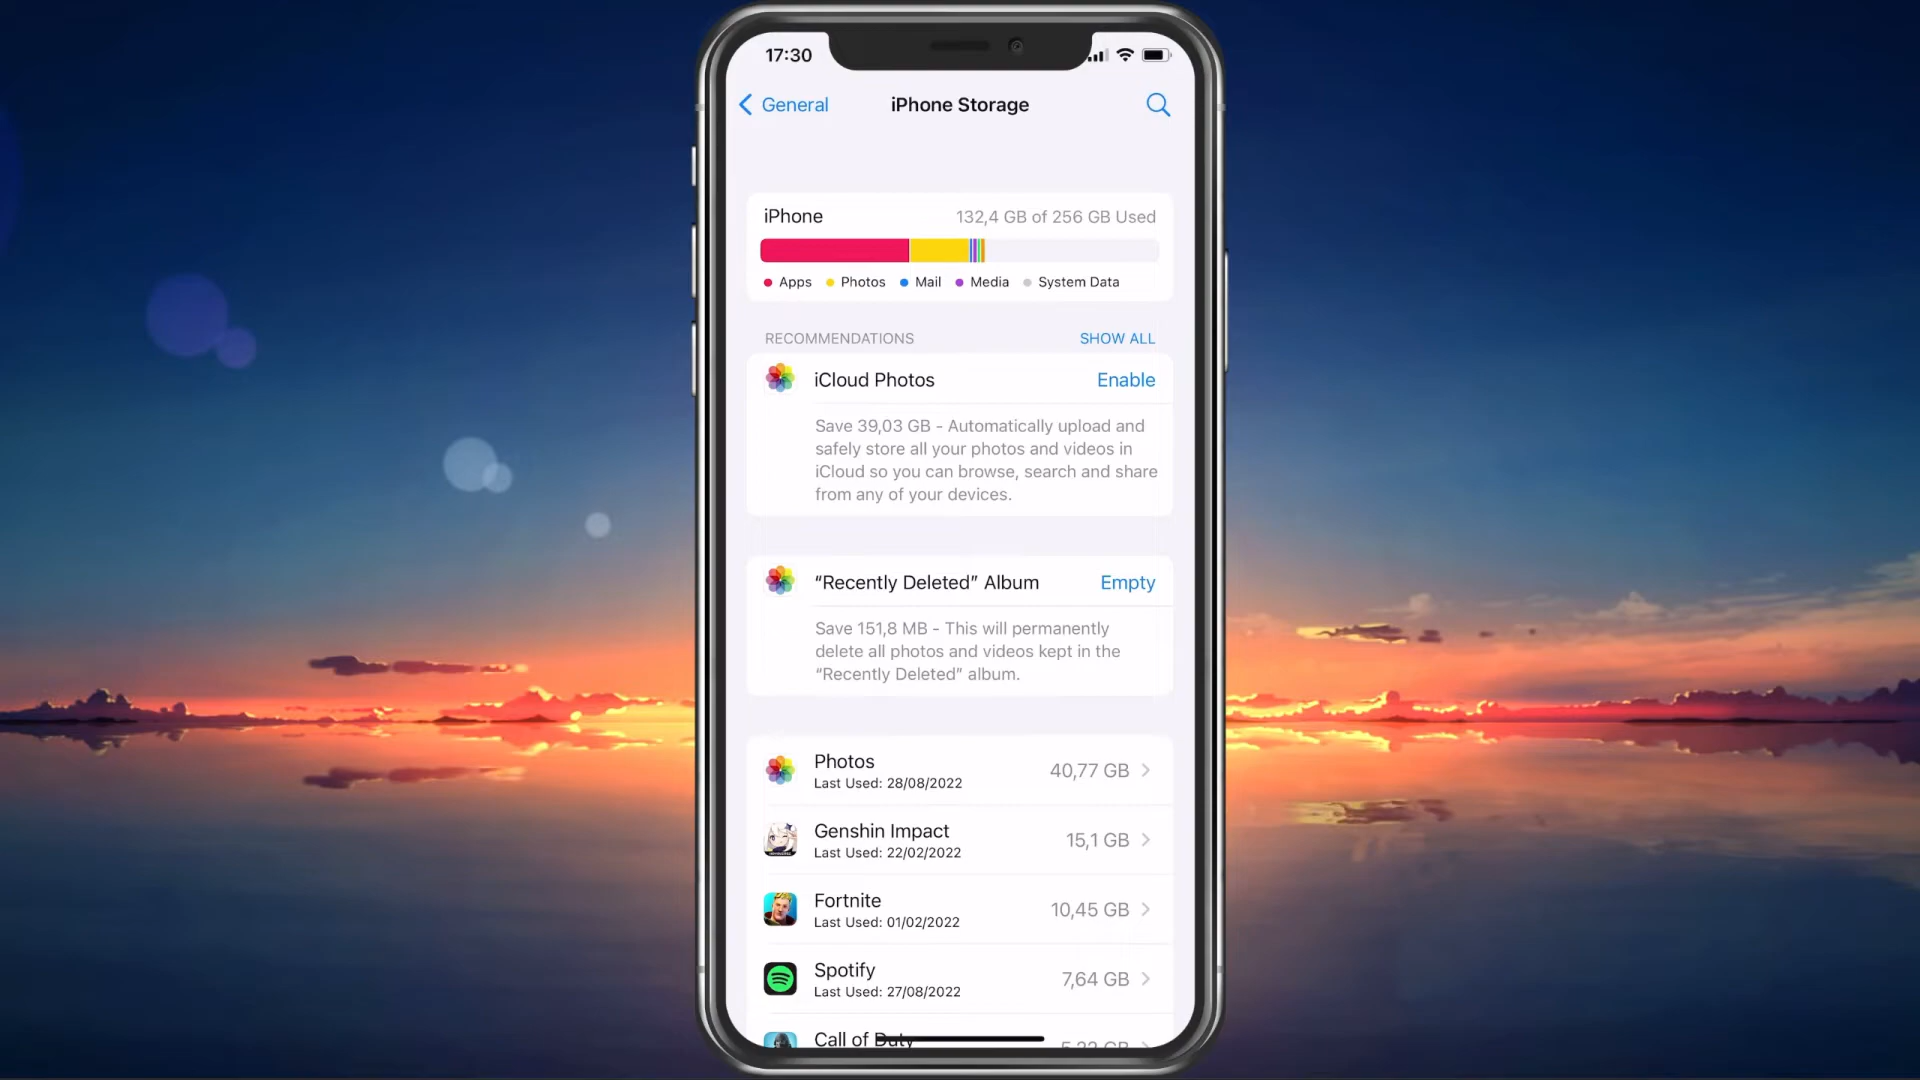 17:30
General
iPhone Storage
iPhone
132,4 GB of 256 GB Used
Apps Photos Mail Media System Data
RECOMMENDATIONS
SHOW ALL
iCloud Photos
Enable
Save 39,03 GB - Automatically upload and
safely store all your photos and videos in
iCloud so you can browse, search and share
from any of your devices.
“Recently Deleted” Album
Empty
Save 151,8 MB - This will permanently
delete all photos and videos kept in the
“Recently Deleted” album.
Photos
Last Used: 28/08/2022
40,77 GB
Genshin Impact
Last Used: 22/02/2022
15,1 GB
Fortnite
Last Used: 01/02/2022
10,45 GB
Spotify
Last Used: 27/08/2022
7,64 GB
Call of Duty